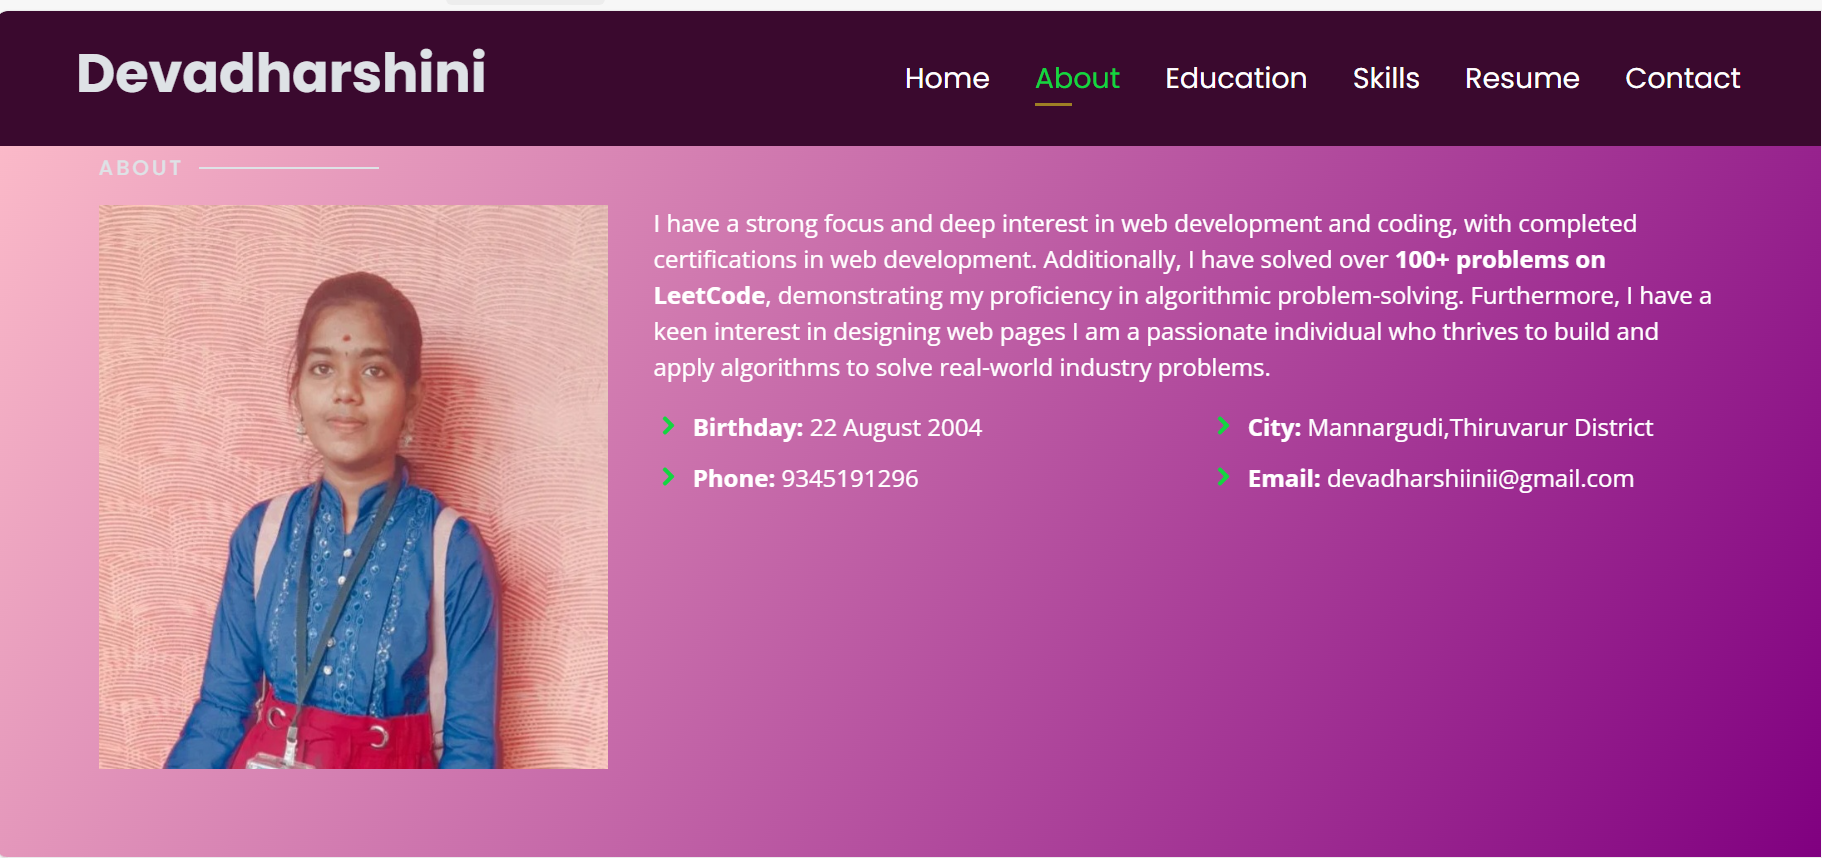 Devadharshini
Home About Education Skills Resume Contact
ABOUT
I have a strong focus and deep interest in web development and coding, with completed
certifications in web development. Additionally, I have solved over 100+ problems on
LeetCode, demonstrating my proficiency in algorithmic problem-solving. Furthermore, I have a
keen interest in designing web pages I am a passionate individual who thrives to build and
apply algorithms to solve real-world industry problems.
Birthday: 22 August 2004
City: Mannargudi,Thiruvarur District
Phone: 9345191296
Email: devadharshiinii@gmail.com